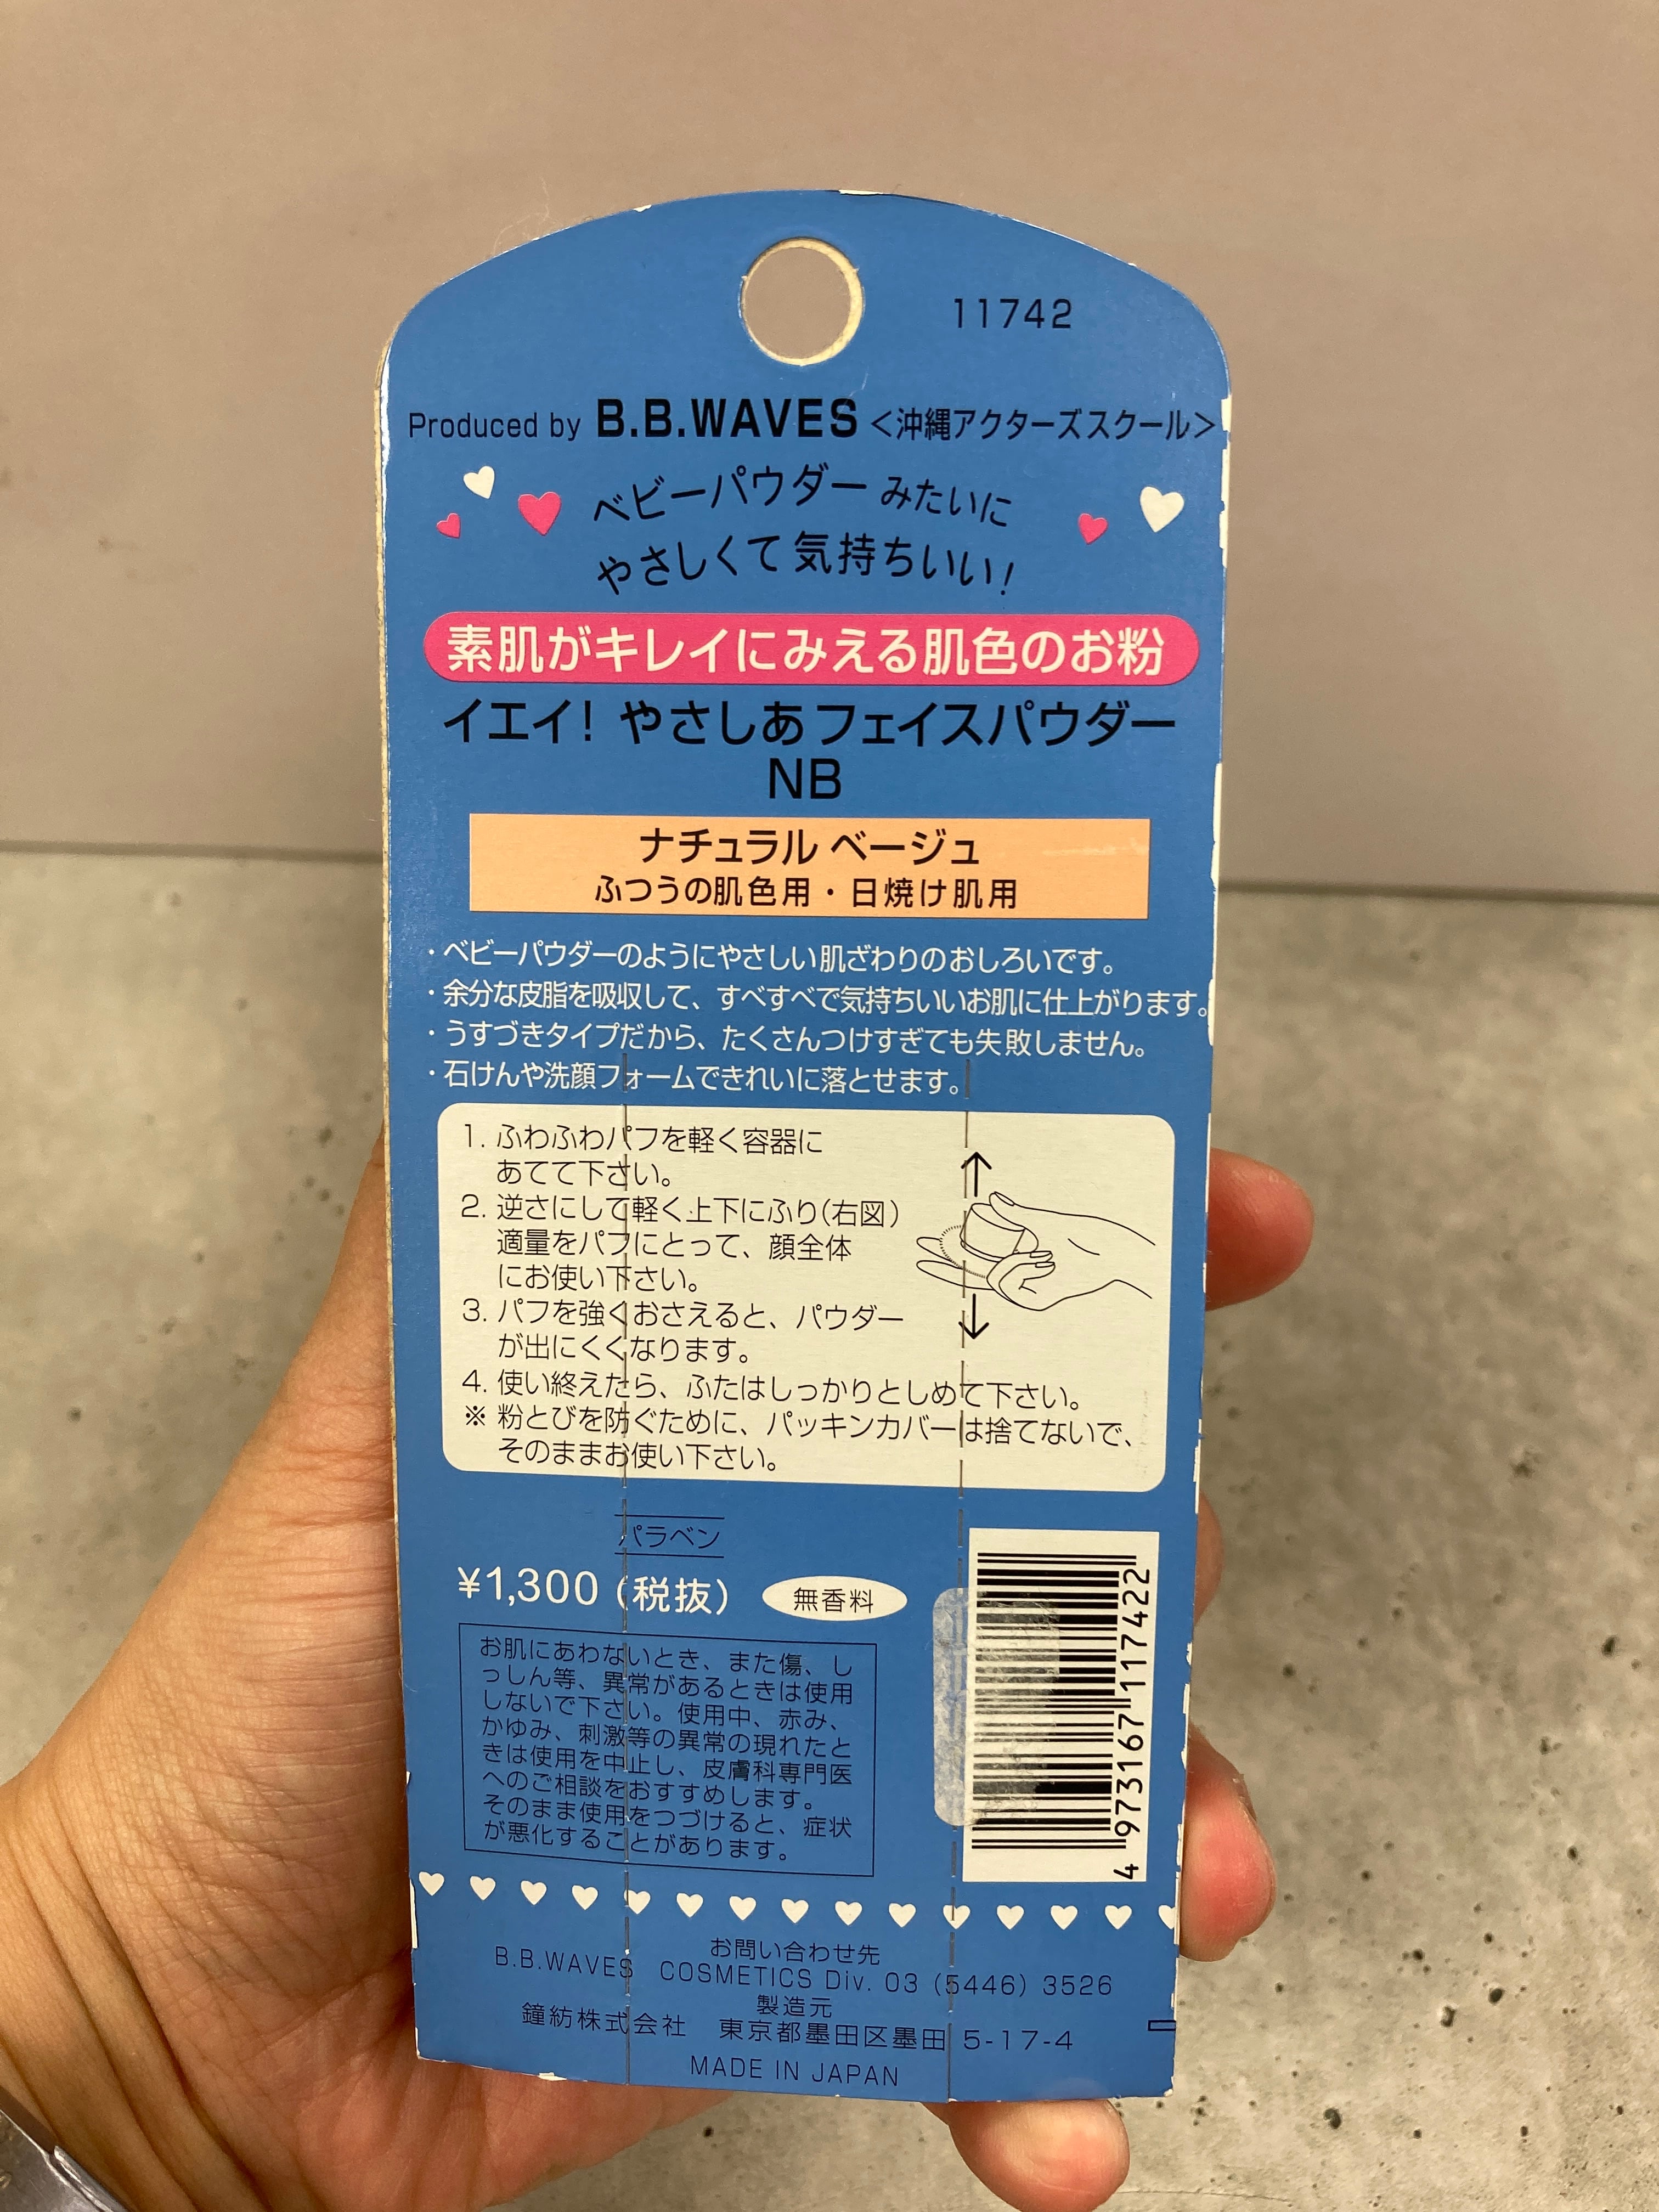 11742
Produced by B.B.WAVES <沖縄アクターズスクール>
ベビーパウダーみたいに
やさしくて気持ちいい!
素肌がキレイにみえる肌色のお粉
イエイ! やさしあフェイスパウダー
NB
ナチュラル ベージュ
ふつうの肌色用・日焼け肌用
・ベビーパウダーのようにやさしい肌ざわりのおしろいです。
・余分な皮脂を吸収して、すべすべで気持ちいいお肌に仕上がります。
・うすづきタイプだから、たくさんつけすぎても失敗しません。
・石けんや洗顔フォームできれいに落とせます。
1. ふわふわパフを軽く容器に
あてて下さい。
2. 逆さにして軽く上下にふり(右図)
適量をパフにとって、顔全体
にお使い下さい。
3. パフを強くおさえると、パウダー
が出にくくなります。
4. 使い終えたら、ふたはしっかりとしめて下さい。
※ 粉とびを防ぐために、パッキンカバーは捨てないで、
そのままお使い下さい。
パラベン
¥1,300 (税抜) 無香料
お肌にあわないとき、また傷、し
っしん等、異常があるときは使用
しないで下さい。使用中、赤み、
かゆみ、刺激等の異常の現れたと
きは使用を中止し、皮膚科専門医
へのご相談をおすすめします。
そのまま使用をつづけると、症状
が悪化することがあります。
4 973167 117422
お問い合わせ先
B.B.WAVES COSMETICS Div. 03 (5446) 3526
製造元
鐘紡株式会社 東京都墨田区墨田 5-17-4
MADE IN JAPAN